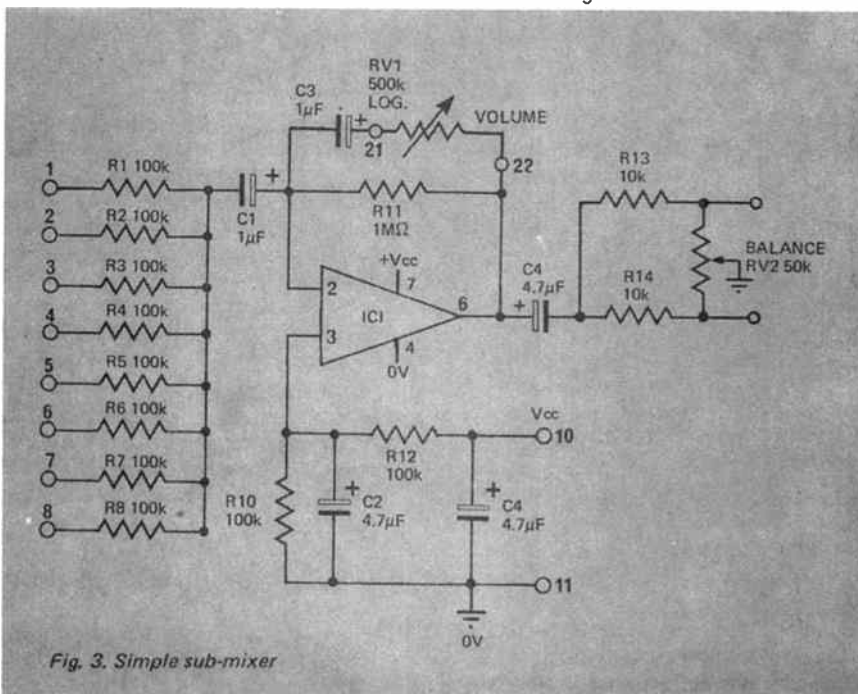 RV1
500k
LOG.
C3
1µF
+
21
VOLUME
22
1
R1 100k
2
R2 100k
3
R3 100k
4
R4 100k
5
R5 100k
6
R6 100k
7
R7 100k
8
R8 100k
+
C1
1µF
R11
1MΩ
+Vcc
7
2
ICI
6
3
4
0V
+
C4
4.7µF
R13
10k
R14
10k
BALANCE
RV2 50k
Vcc
10
R12
100k
R10
100k
+
C2
4.7µF
+
C4
4.7µF
11
0V
Fig. 3. Simple sub-mixer